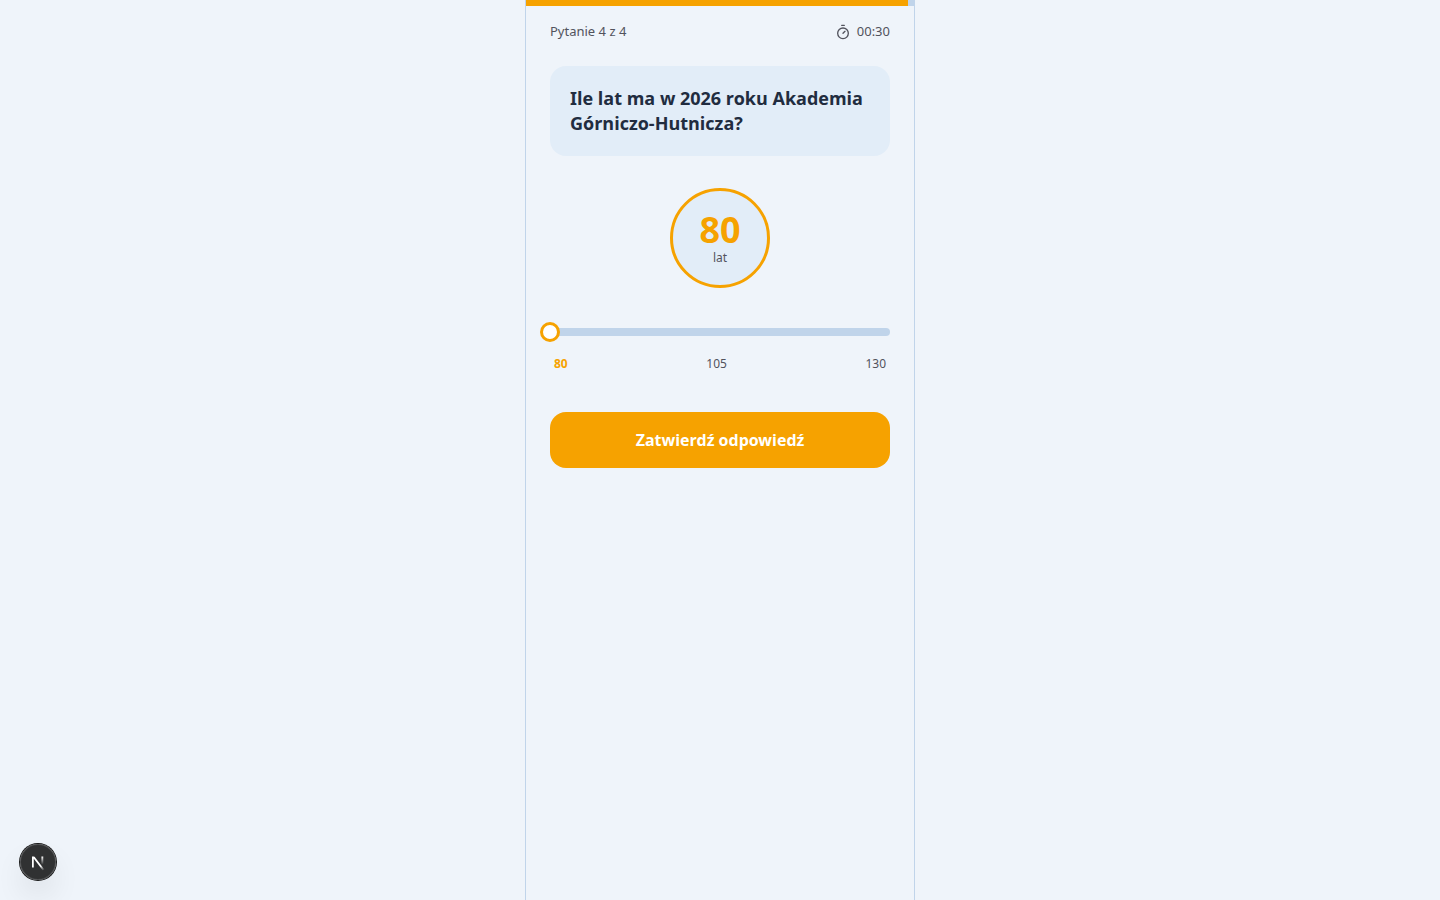 Pytanie 4 z 4
00:30
Ile lat ma w 2026 roku Akademia
Górniczo-Hutnicza?
80
lat
80 105 130
Zatwierdź odpowiedź
N